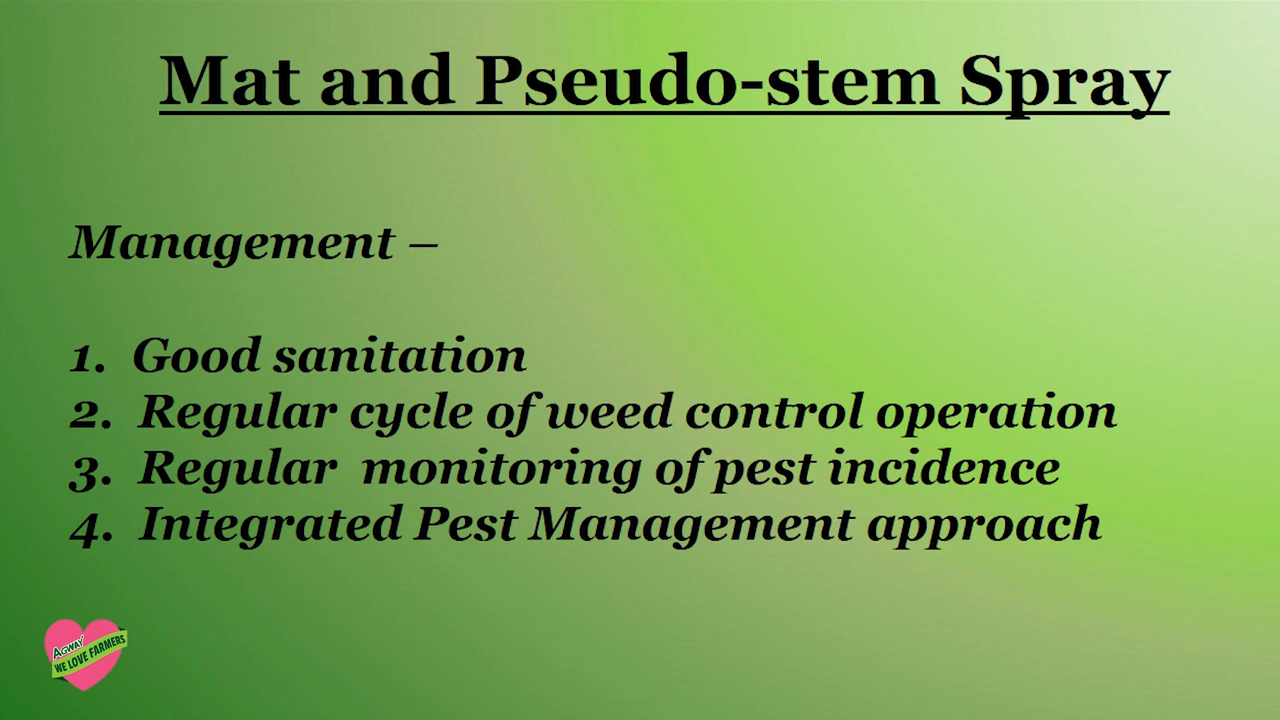 Mat and Pseudo-stem Spray
Management –
1. Good sanitation
2. Regular cycle of weed control operation
3. Regular monitoring of pest incidence
4. Integrated Pest Management approach
AGWAY
WE LOVE FARMERS